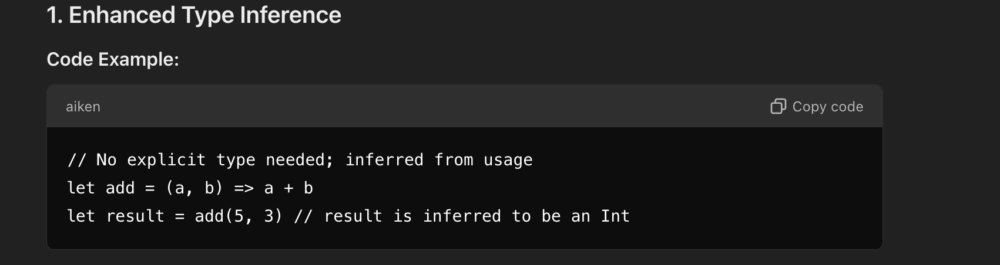 1. Enhanced Type Inference
Code Example:
aiken
Copy code
// No explicit type needed; inferred from usage
let add = (a, b) => a + b
let result = add(5, 3) // result is inferred to be an Int